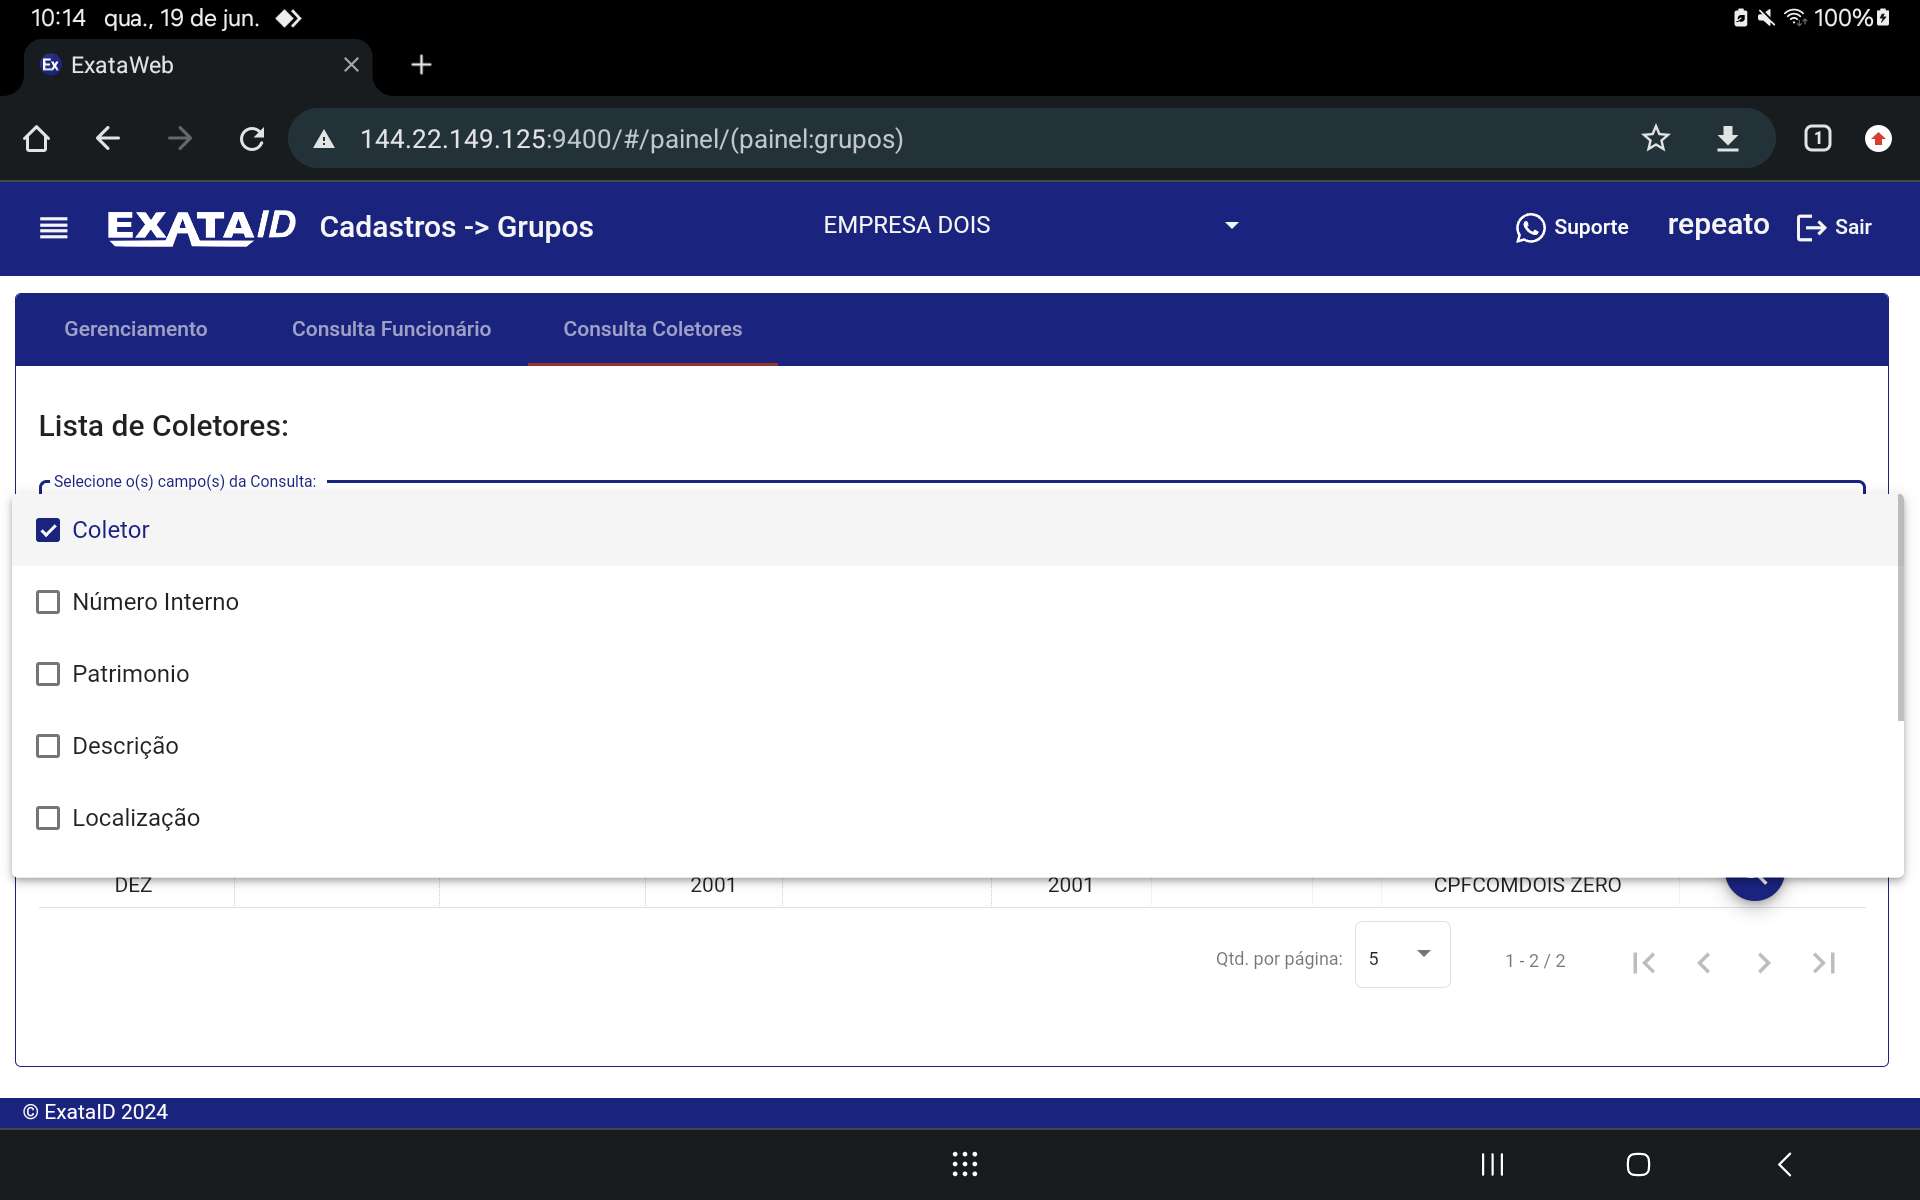 10:14 qua., 19 de jun. 100%
Ex ExataWeb
144.22.149.125:9400/#/painel/(painel:grupos) 1
EXATAID Cadastros -> Grupos EMPRESA DOIS Suporte repeato Sair
Gerenciamento Consulta Funcionário Consulta Coletores
Lista de Coletores:
Selecione o(s) campo(s) da Consulta:
Coletor
Número Interno
Patrimonio
Descrição
Localização
DEZ 2001 2001 CPFCOMDOIS ZERO
Qtd. por página: 5 1 - 2 / 2
© ExataID 2024